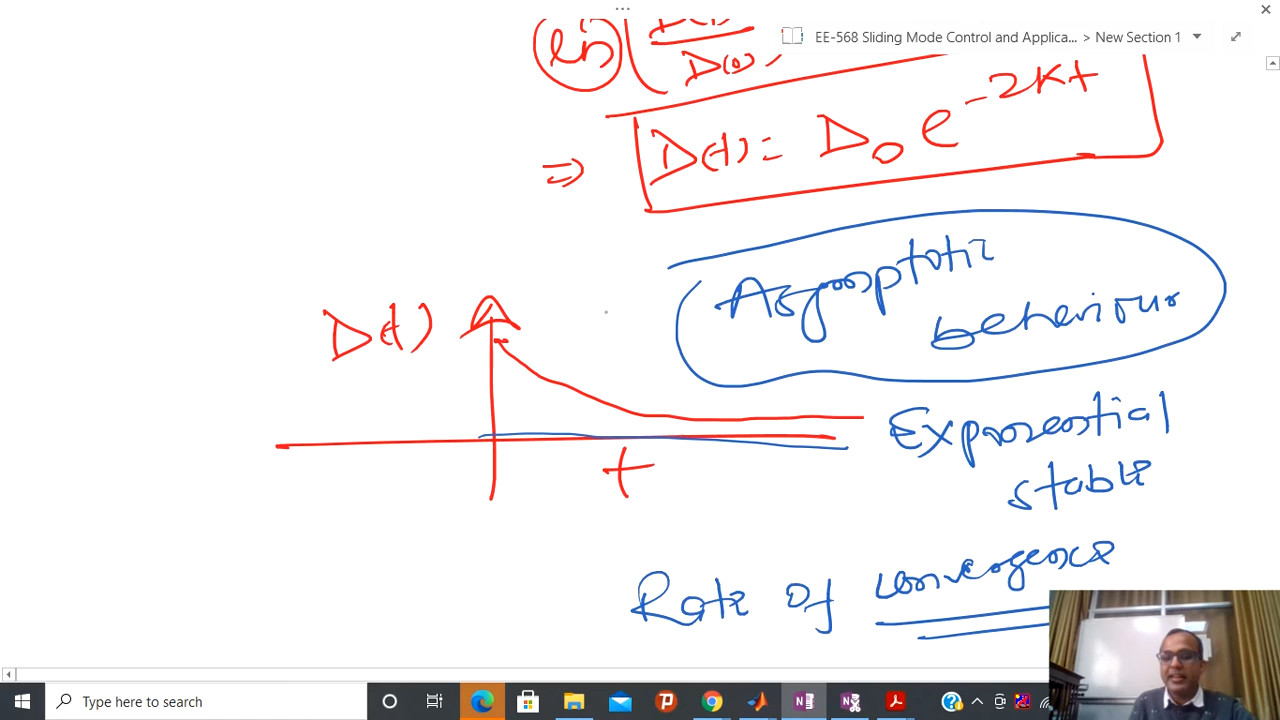 EE-568 Sliding Mode Control and Applica... > New Section 1
ln
D(0)
⇒ D(t) = D₀ e^{-2Kt}
Asymptotic
behaviour
D(t)
Exponential
stable
t
Rate of convergence
Type here to search